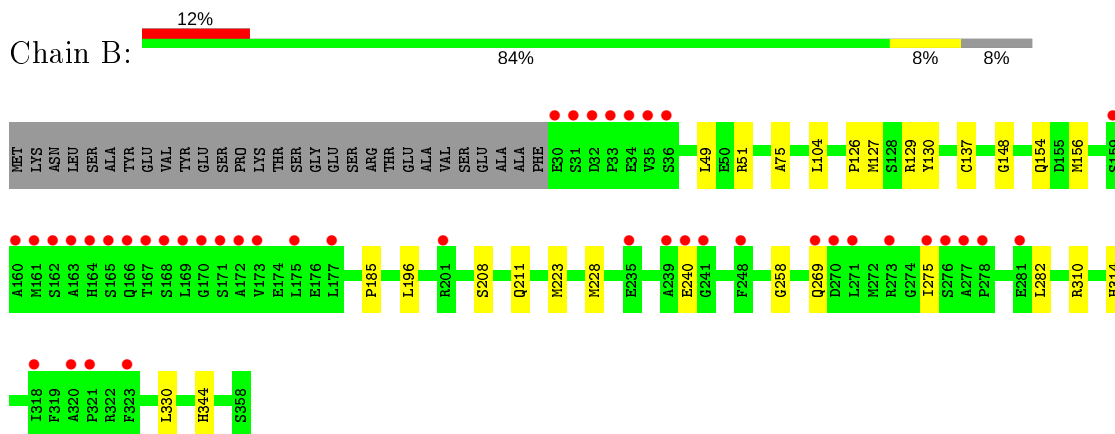 12%
Chain B:
84% 8% 8%
MET LYS ASN LEU SER ALA TYR GLU VAL TYR GLU SER PRO LYS THR SER GLY GLU SER ARG THR GLU ALA VAL SER GLU ALA ALA PHE E30 S31 D32 P33 E34 V35 S36 L49 E50 R51 A75 L104 P126 M127 S128 R129 Y130 C137 G148 Q154 D155 M156 S159
A160 M161 S162 A163 H164 S165 Q166 T167 S168 L169 G170 S171 A172 V173 E174 L175 E176 L177 P185 L196 R201 S208 Q211 M223 M228 E235 A239 E240 G241 F248 G258 Q269 D270 L271 M272 R273 G274 I275 S276 A277 P278 E281 L282 R310 H314
I318 F319 A320 P321 R322 F323 L330 H344 S358